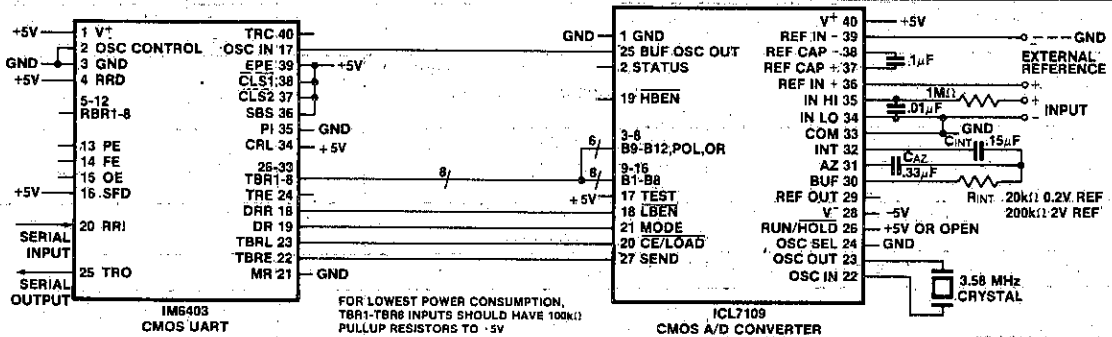 +5V
1 V+
GND
2 OSC CONTROL
3 GND
+5V
4 RRD
5-12
RBR1-8
13 PE
14 FE
15 OE
+5V
16 SFD
20 RRI
SERIAL
INPUT
25 TRO
SERIAL
OUTPUT
TRC 40
OSC IN 17
EPE 39
+5V
CLS1 38
CLS2 37
SBS 36
PI 35
GND
CRL 34
+5V
26-33
TBR1-8
8
TRE 24
DRR 18
DR 19
TBRL 23
TBRE 22
MR 21
GND
IM6403
CMOS UART
FOR LOWEST POWER CONSUMPTION,
TBR1-TBR8 INPUTS SHOULD HAVE 100kΩ
PULLUP RESISTORS TO +5V
GND
1 GND
25 BUF OSC OUT
2 STATUS
19 HBEN
3-8
6
B9-B12,POL,OR
9-16
8
B1-B8
+5V
17 TEST
18 LBEN
21 MODE
20 CE/LOAD
27 SEND
V+ 40
+5V
REF IN - 39
GND
REF CAP - 38
REF CAP + 37
.1μF
EXTERNAL
REFERENCE
REF IN + 36
+
IN HI 35
1MΩ
+
.01μF
INPUT
IN LO 34
-
COM 33
GND
INT 32
CINT .15μF
AZ 31
CAZ
.33μF
BUF 30
REF OUT 29
RINT 20kΩ 0.2V REF
200kΩ 2V REF
V- 28
-5V
RUN/HOLD 26
+5V OR OPEN
OSC SEL 24
GND
OSC OUT 23
OSC IN 22
3.58 MHz
CRYSTAL
ICL7109
CMOS A/D CONVERTER